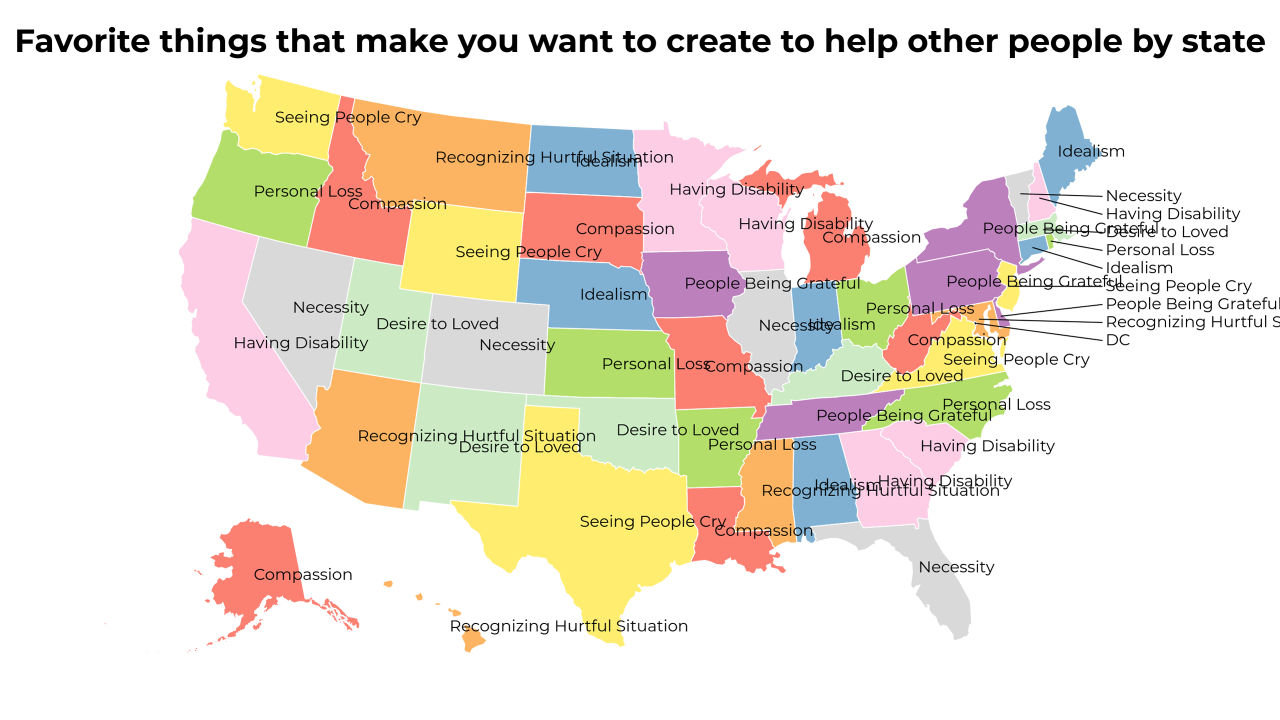 Favorite things that make you want to create to help other people by state
Seeing People Cry
Idealism
Recognizing Hurtful Situation
Idealism
Having Disability
Personal Loss
Compassion
Necessity
Having Disability
Having Disability
People Being Grateful
Desire to Loved
Compassion
Compassion
Personal Loss
Seeing People Cry
Idealism
People Being Grateful
People Being Grateful
Seeing People Cry
Idealism
Necessity
Personal Loss
People Being Grateful
Desire to Loved
Necessity
Idealism
Recognizing Hurtful S
Having Disability
Necessity
Compassion
DC
Personal Loss
Compassion
Seeing People Cry
Desire to Loved
Personal Loss
People Being Grateful
Desire to Loved
Recognizing Hurtful Situation
Desire to Loved
Personal Loss
Having Disability
Having Disability
Idealism
Recognizing Hurtful Situation
Seeing People Cry
Compassion
Necessity
Compassion
Recognizing Hurtful Situation